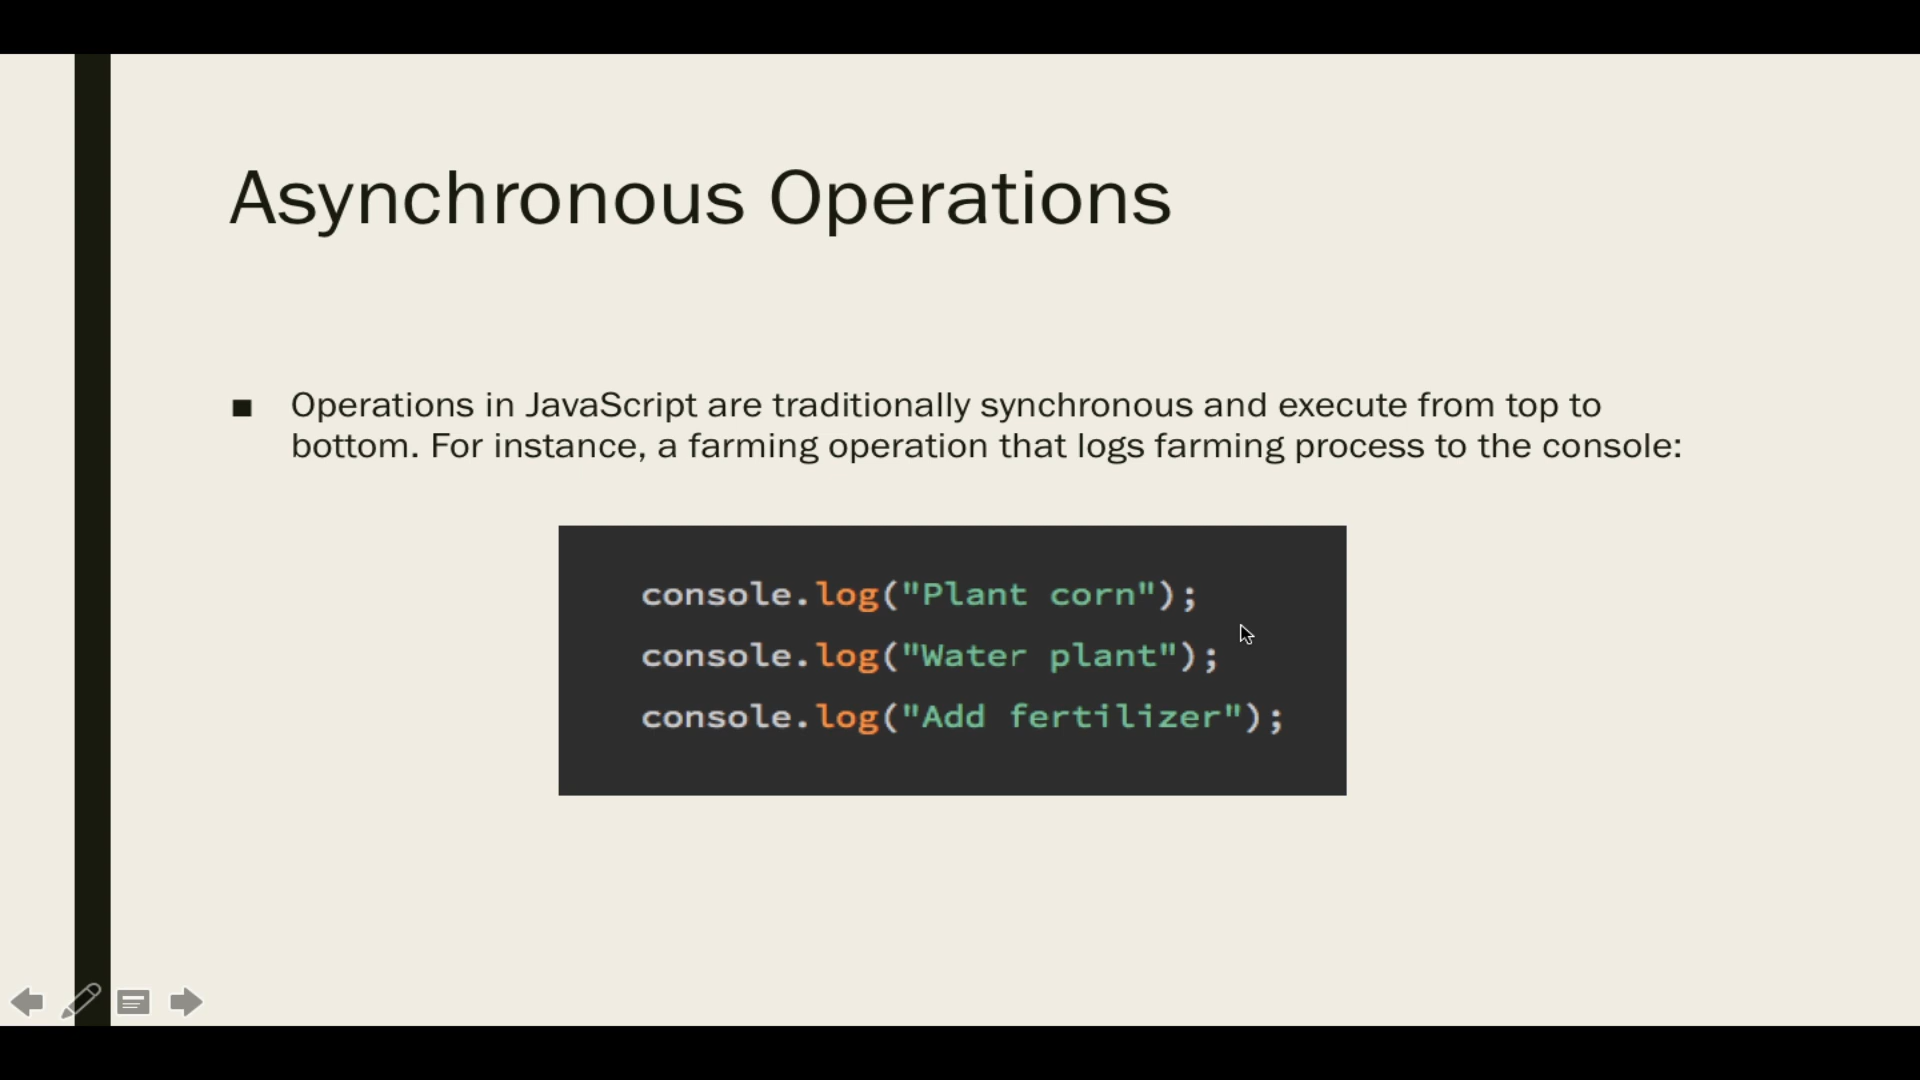 Asynchronous Operations
Operations in JavaScript are traditionally synchronous and execute from top to
bottom. For instance, a farming operation that logs farming process to the console:
console.log("Plant corn");
console.log("Water plant");
console.log("Add fertilizer");